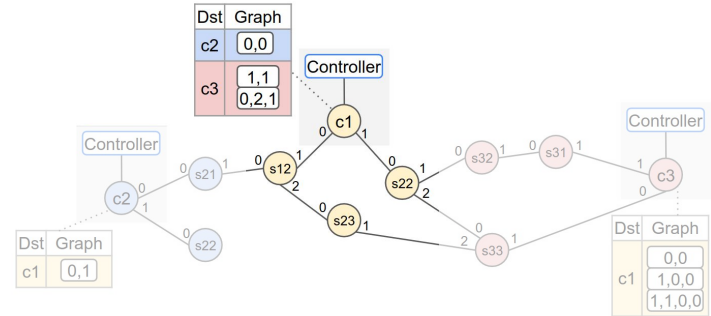 Dst Graph
c2 0,0
c3 1,1
0,2,1
Controller
c1
0 1
Controller
c2
0
1
0 s21 1
s22
0 s12 1
2
0 s23 1
0 s22 1
2
0 s32 1
0 s31 1
0
2 s33 1
Controller
1 c3
0
Dst Graph
c1 0,1
Dst Graph
c1 0,0
1,0,0
1,1,0,0